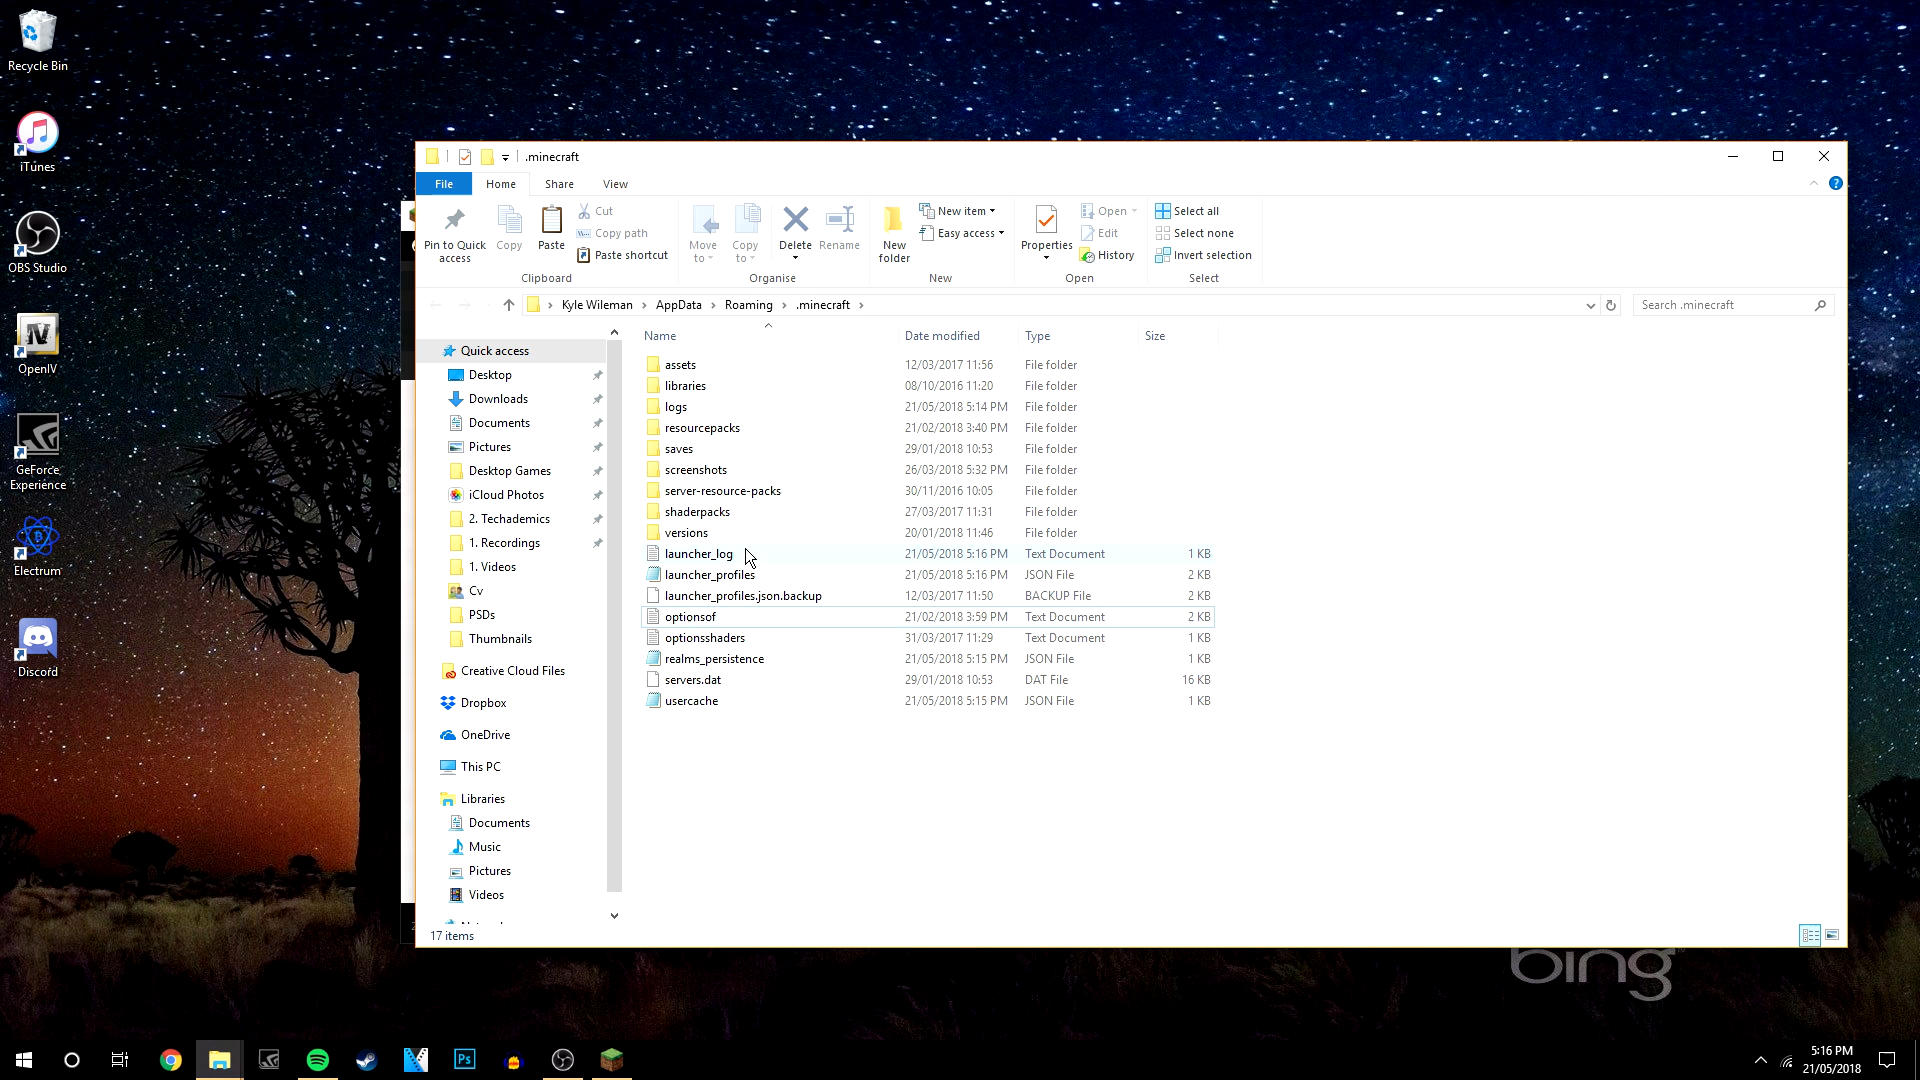 Recycle Bin
iTunes
OBS Studio
OpenIV
GeForce
Experience
Electrum
Discord
.minecraft
File Home Share View
Pin to Quick
access
Copy
Paste
Cut
Copy path
Paste shortcut
Clipboard
Move
to
Copy
to
Delete
Rename
Organise
New
folder
New item
Easy access
New
Properties
Open
Edit
History
Open
Select all
Select none
Invert selection
Select
Kyle Wileman > AppData > Roaming > .minecraft >
Search .minecraft
Quick access
Desktop
Downloads
Documents
Pictures
Desktop Games
iCloud Photos
2. Techademics
1. Recordings
1. Videos
Cv
PSDs
Thumbnails
Creative Cloud Files
Dropbox
OneDrive
This PC
Libraries
Documents
Music
Pictures
Videos
Name Date modified Type Size
assets 12/03/2017 11:56 File folder
libraries 08/10/2016 11:20 File folder
logs 21/05/2018 5:14 PM File folder
resourcepacks 21/02/2018 3:40 PM File folder
saves 29/01/2018 10:53 File folder
screenshots 26/03/2018 5:32 PM File folder
server-resource-packs 30/11/2016 10:05 File folder
shaderpacks 27/03/2017 11:31 File folder
versions 20/01/2018 11:46 File folder
launcher_log 21/05/2018 5:16 PM Text Document 1 KB
launcher_profiles 21/05/2018 5:16 PM JSON File 2 KB
launcher_profiles.json.backup 12/03/2017 11:50 BACKUP File 2 KB
optionsof 21/02/2018 3:59 PM Text Document 2 KB
optionsshaders 31/03/2017 11:29 Text Document 1 KB
realms_persistence 21/05/2018 5:15 PM JSON File 1 KB
servers.dat 29/01/2018 10:53 DAT File 16 KB
usercache 21/05/2018 5:15 PM JSON File 1 KB
17 items
bing
Ps
5:16 PM
21/05/2018